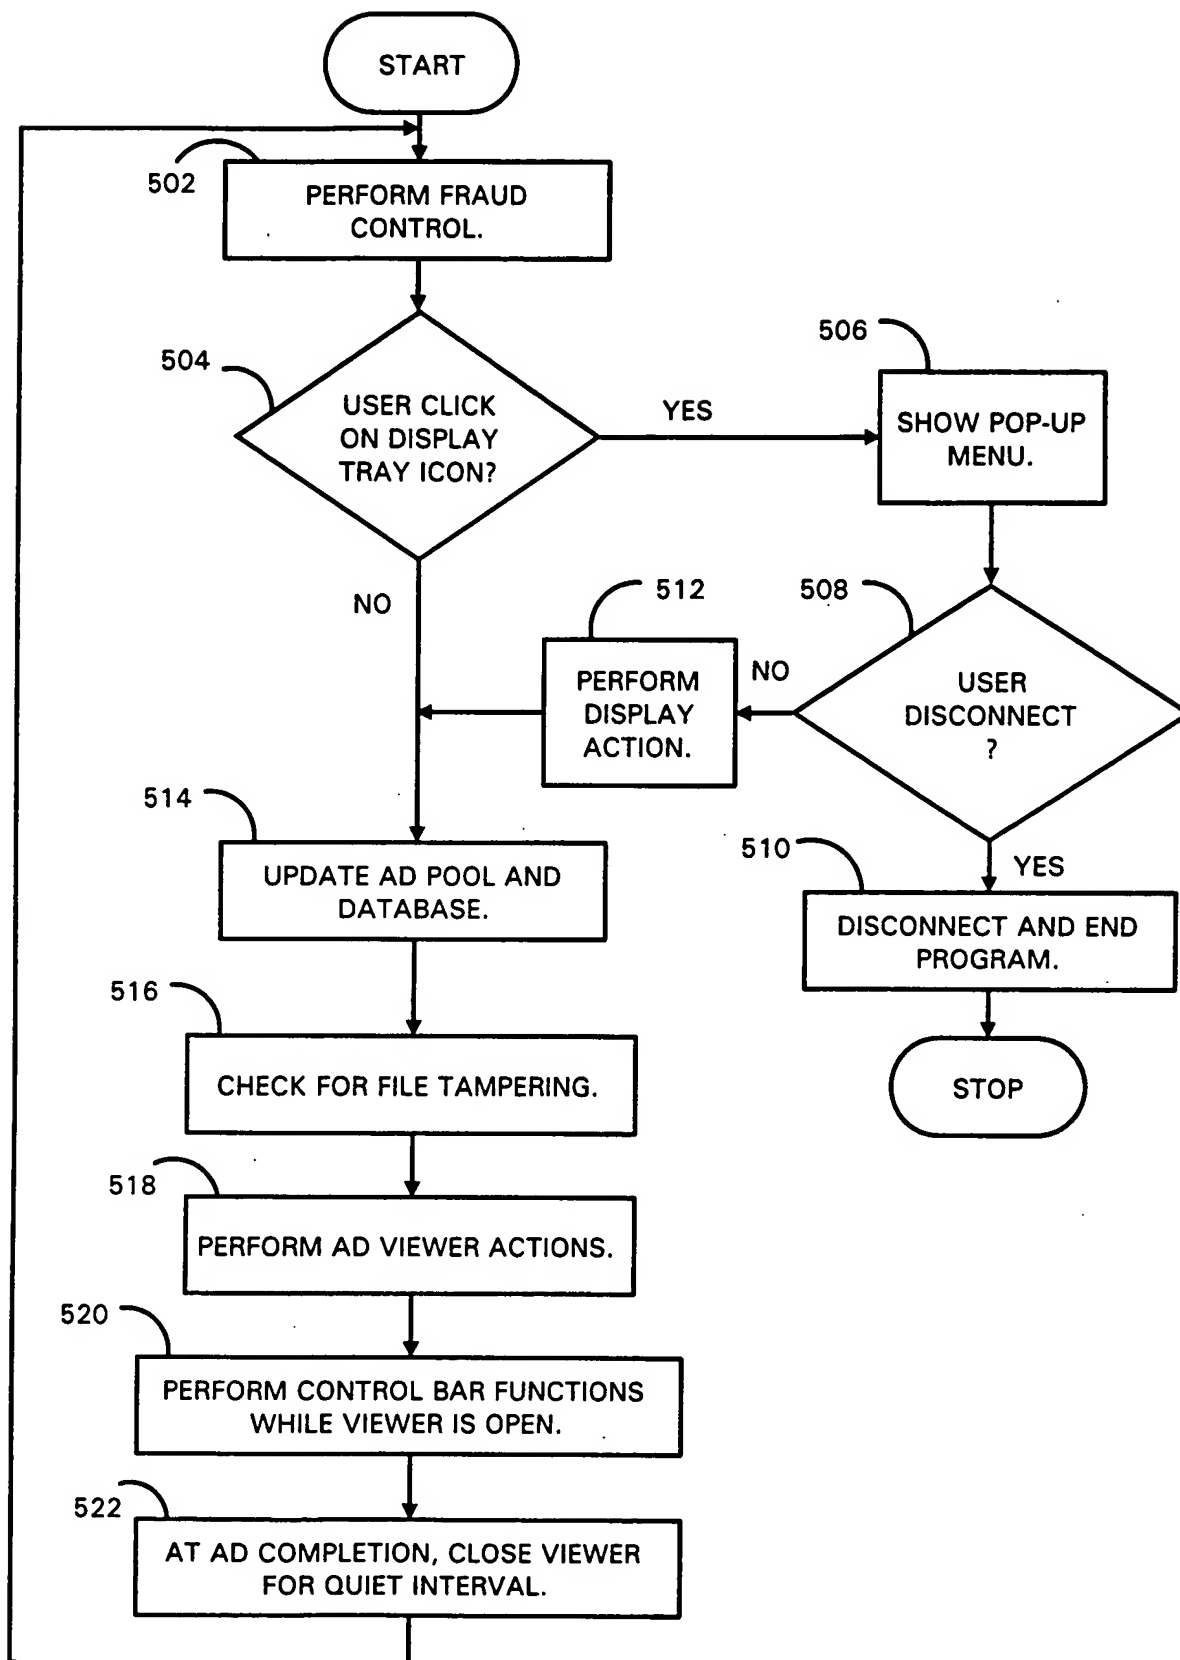 START
502
PERFORM FRAUD
CONTROL.
504
USER CLICK
ON DISPLAY
TRAY ICON?
YES
506
SHOW POP-UP
MENU.
NO
508
USER
DISCONNECT
?
NO
512
PERFORM
DISPLAY
ACTION.
YES
510
DISCONNECT AND END
PROGRAM.
STOP
514
UPDATE AD POOL AND
DATABASE.
516
CHECK FOR FILE TAMPERING.
518
PERFORM AD VIEWER ACTIONS.
520
PERFORM CONTROL BAR FUNCTIONS
WHILE VIEWER IS OPEN.
522
AT AD COMPLETION, CLOSE VIEWER
FOR QUIET INTERVAL.